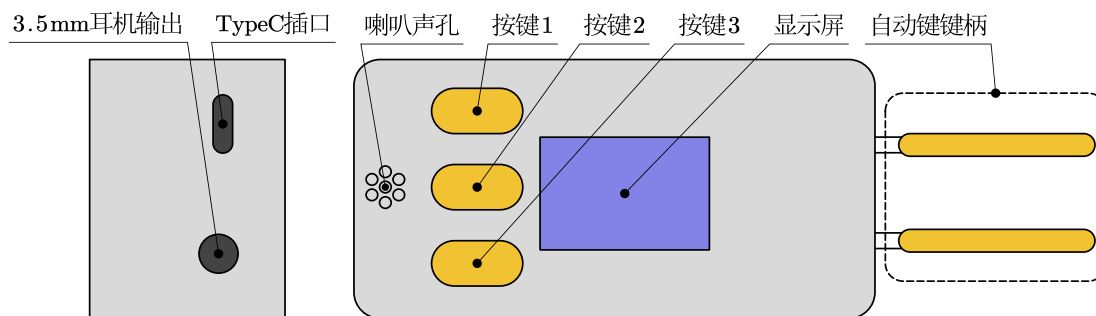 3.5mm耳机输出
TypeC插口
喇叭声孔
按键1
按键2
按键3
显示屏
自动键键柄